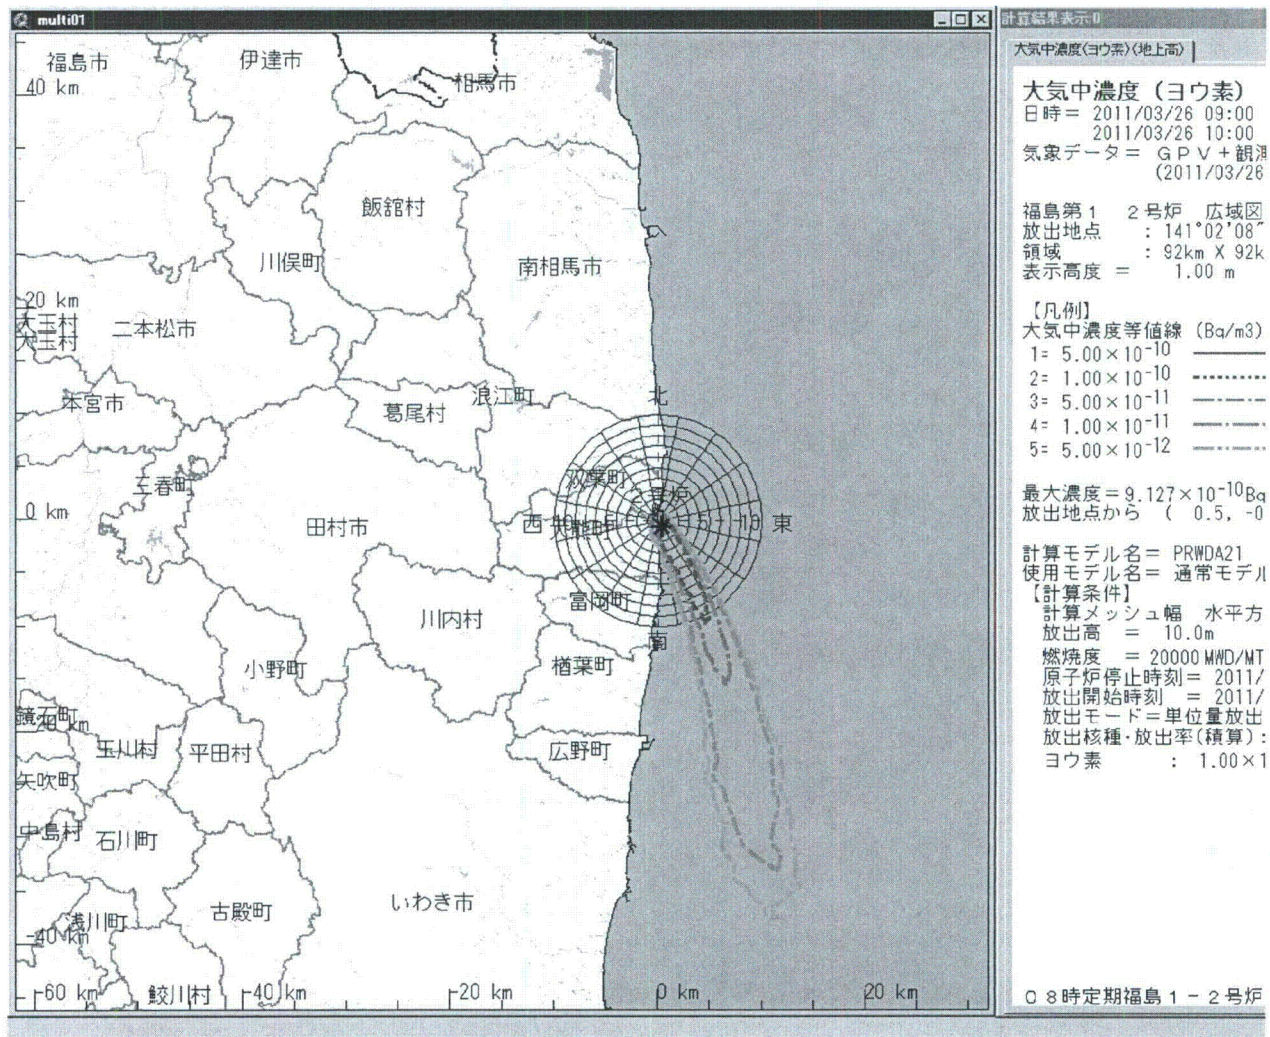 multi01
福島市
伊達市
相馬市
40 km
飯舘村
川俣町
南相馬市
20 km
大玉村
大玉村
二本松市
本宮市
浪江町
北
葛尾村
三春町
双葉町
2号炉
0 km
田村市
西
東
富岡町
川内村
南
小野町
楢葉町
鏡石町
-20 km
玉川村
平田村
広野町
矢吹町
中島村
石川町
いわき市
浅川町
古殿町
-40 km
鮫川村
-60 km
-40 km
-20 km
0 km
20 km
計算結果表示:0
大気中濃度(ヨウ素)(地上高)
大気中濃度(ヨウ素)
日時= 2011/03/26 09:00
2011/03/26 10:00
気象データ= GPV+観測
(2011/03/26
福島第1 2号炉 広域図
放出地点 : 141°02'08"
領域 : 92km X 92k
表示高度 = 1.00 m
【凡例】
大気中濃度等値線 (Bq/m3)
1= 5.00×10-10
2= 1.00×10-10
3= 5.00×10-11
4= 1.00×10-11
5= 5.00×10-12
最大濃度=9.127×10-10Bq
放出地点から ( 0.5, -0
計算モデル名= PRWDA21
使用モデル名= 通常モデル
【計算条件】
計算メッシュ幅 水平方
放出高 = 10.0m
燃焼度 = 20000MWD/MT
原子炉停止時刻= 2011/
放出開始時刻 = 2011/
放出モード=単位量放出
放出核種・放出率(積算):
ヨウ素 : 1.00×1
08時定期福島1-2号炉